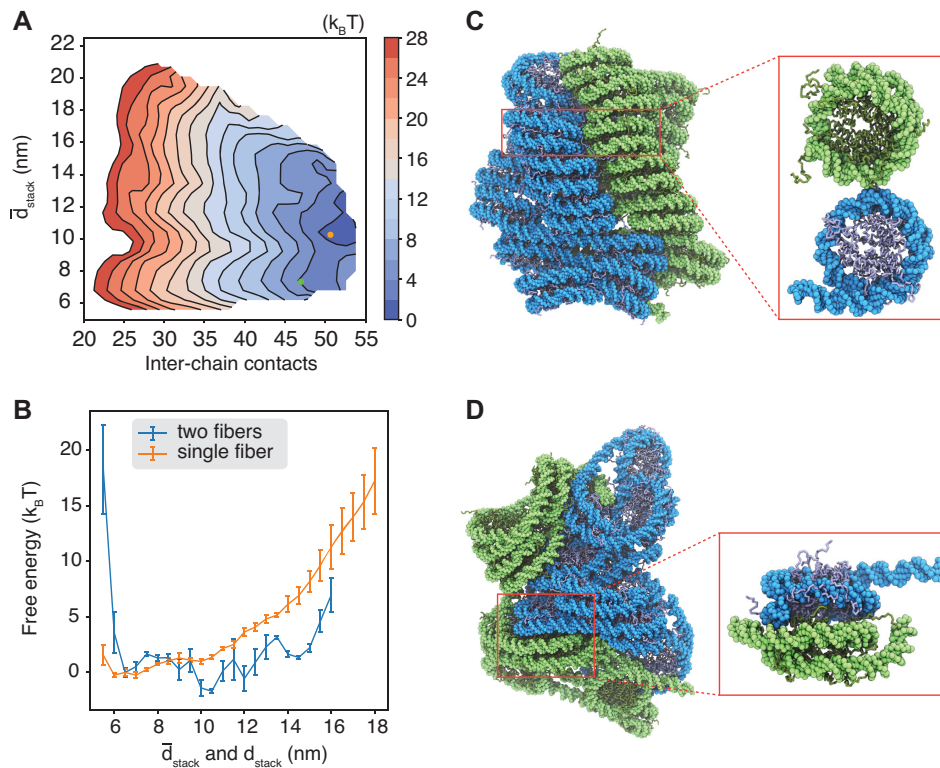 A
(k_BT)
22
20
18
16
14
12
10
8
6
d̅_stack (nm)
20 25 30 35 40 45 50 55
Inter-chain contacts
28
24
20
16
12
8
4
0
B
two fibers
single fiber
20
15
10
5
0
Free energy (k_BT)
6 8 10 12 14 16 18
d̅_stack and d_stack (nm)
C
D